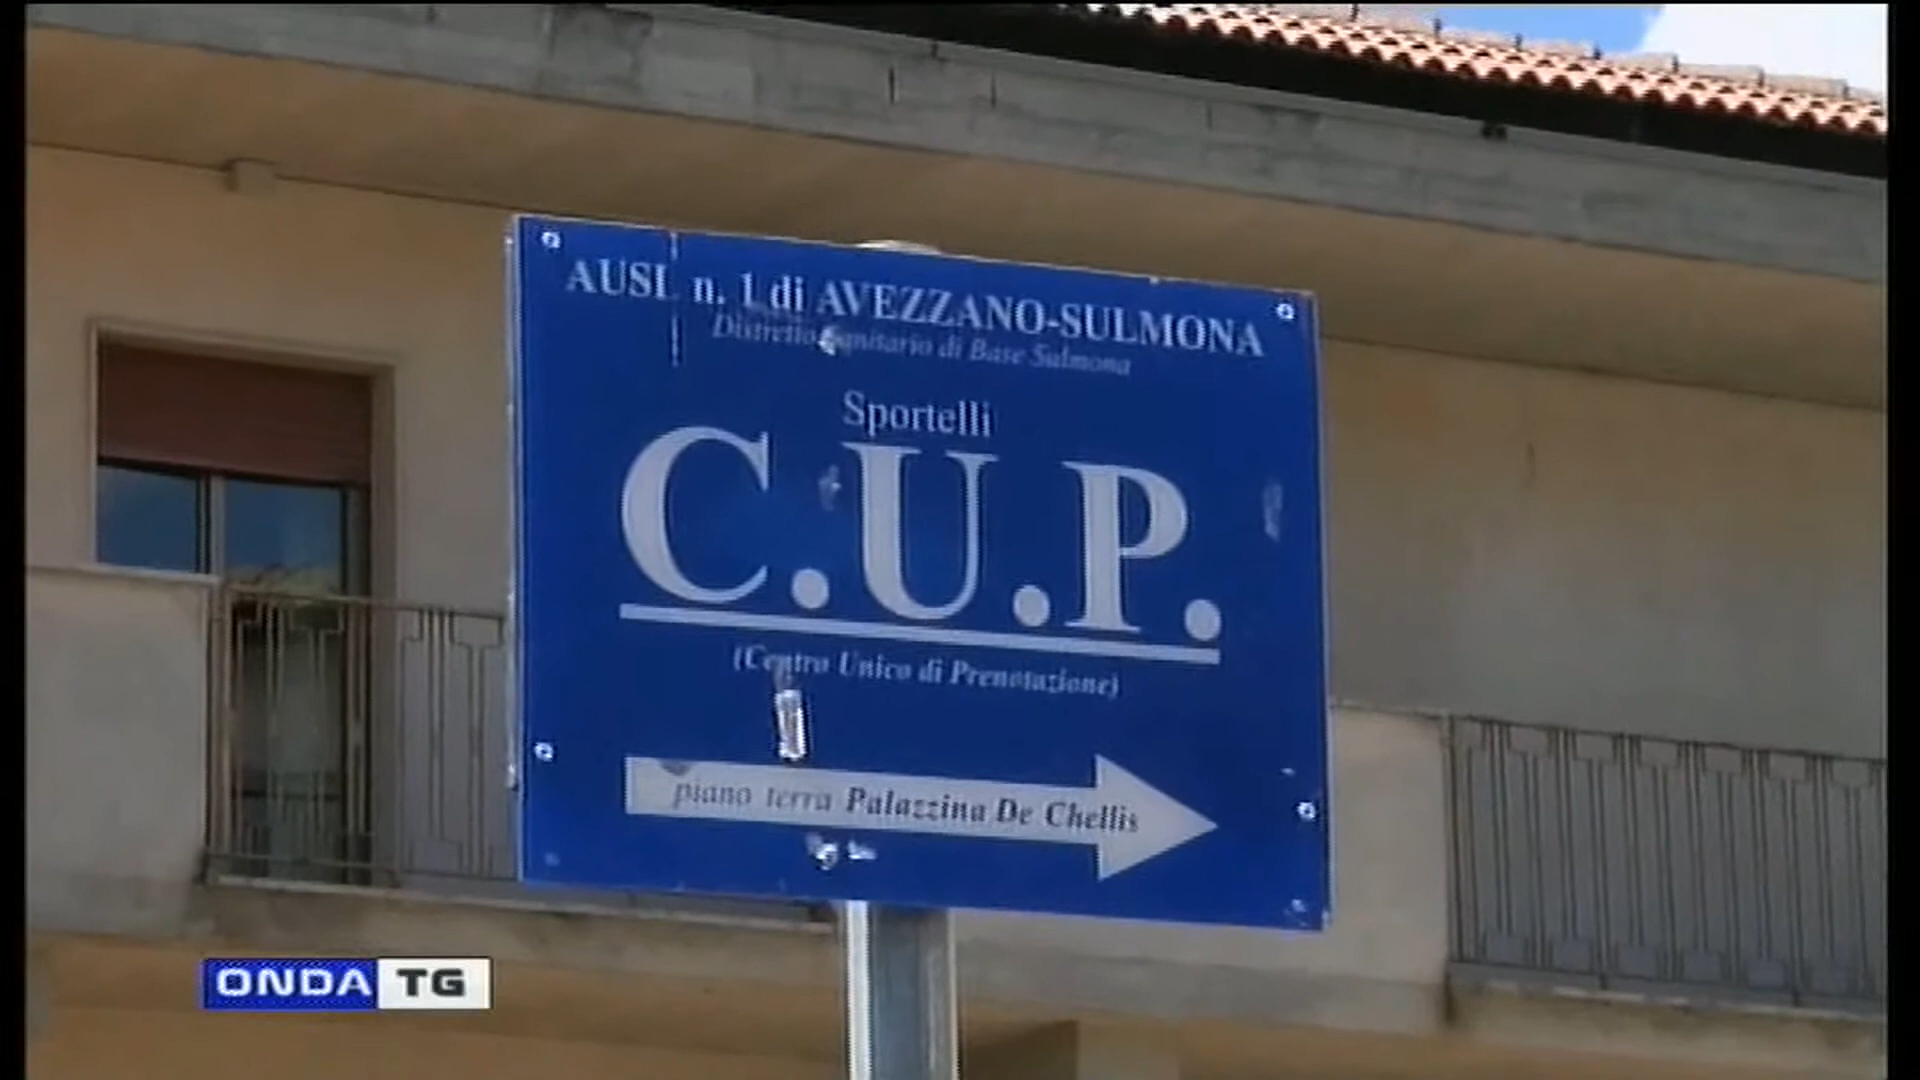 AUSL n. 1 di AVEZZANO-SULMONA
Distretto Sanitario di Base Sulmona
Sportelli
C.U.P.
(Centro Unico di Prenotazione)
piano terra Palazzina De Chellis
ONDA TG